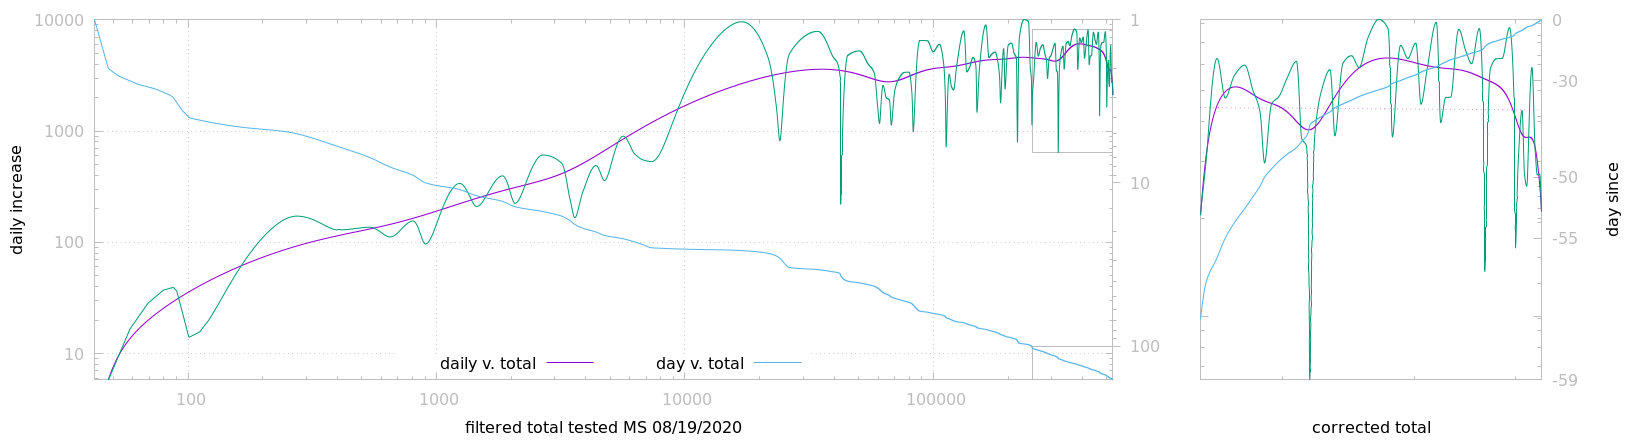 10000
1000
100
10
daily increase
100
1000
10000
100000
filtered total tested MS 08/19/2020
daily v. total
day v. total
1
10
100
0
-30
-50
-55
-59
day since
corrected total